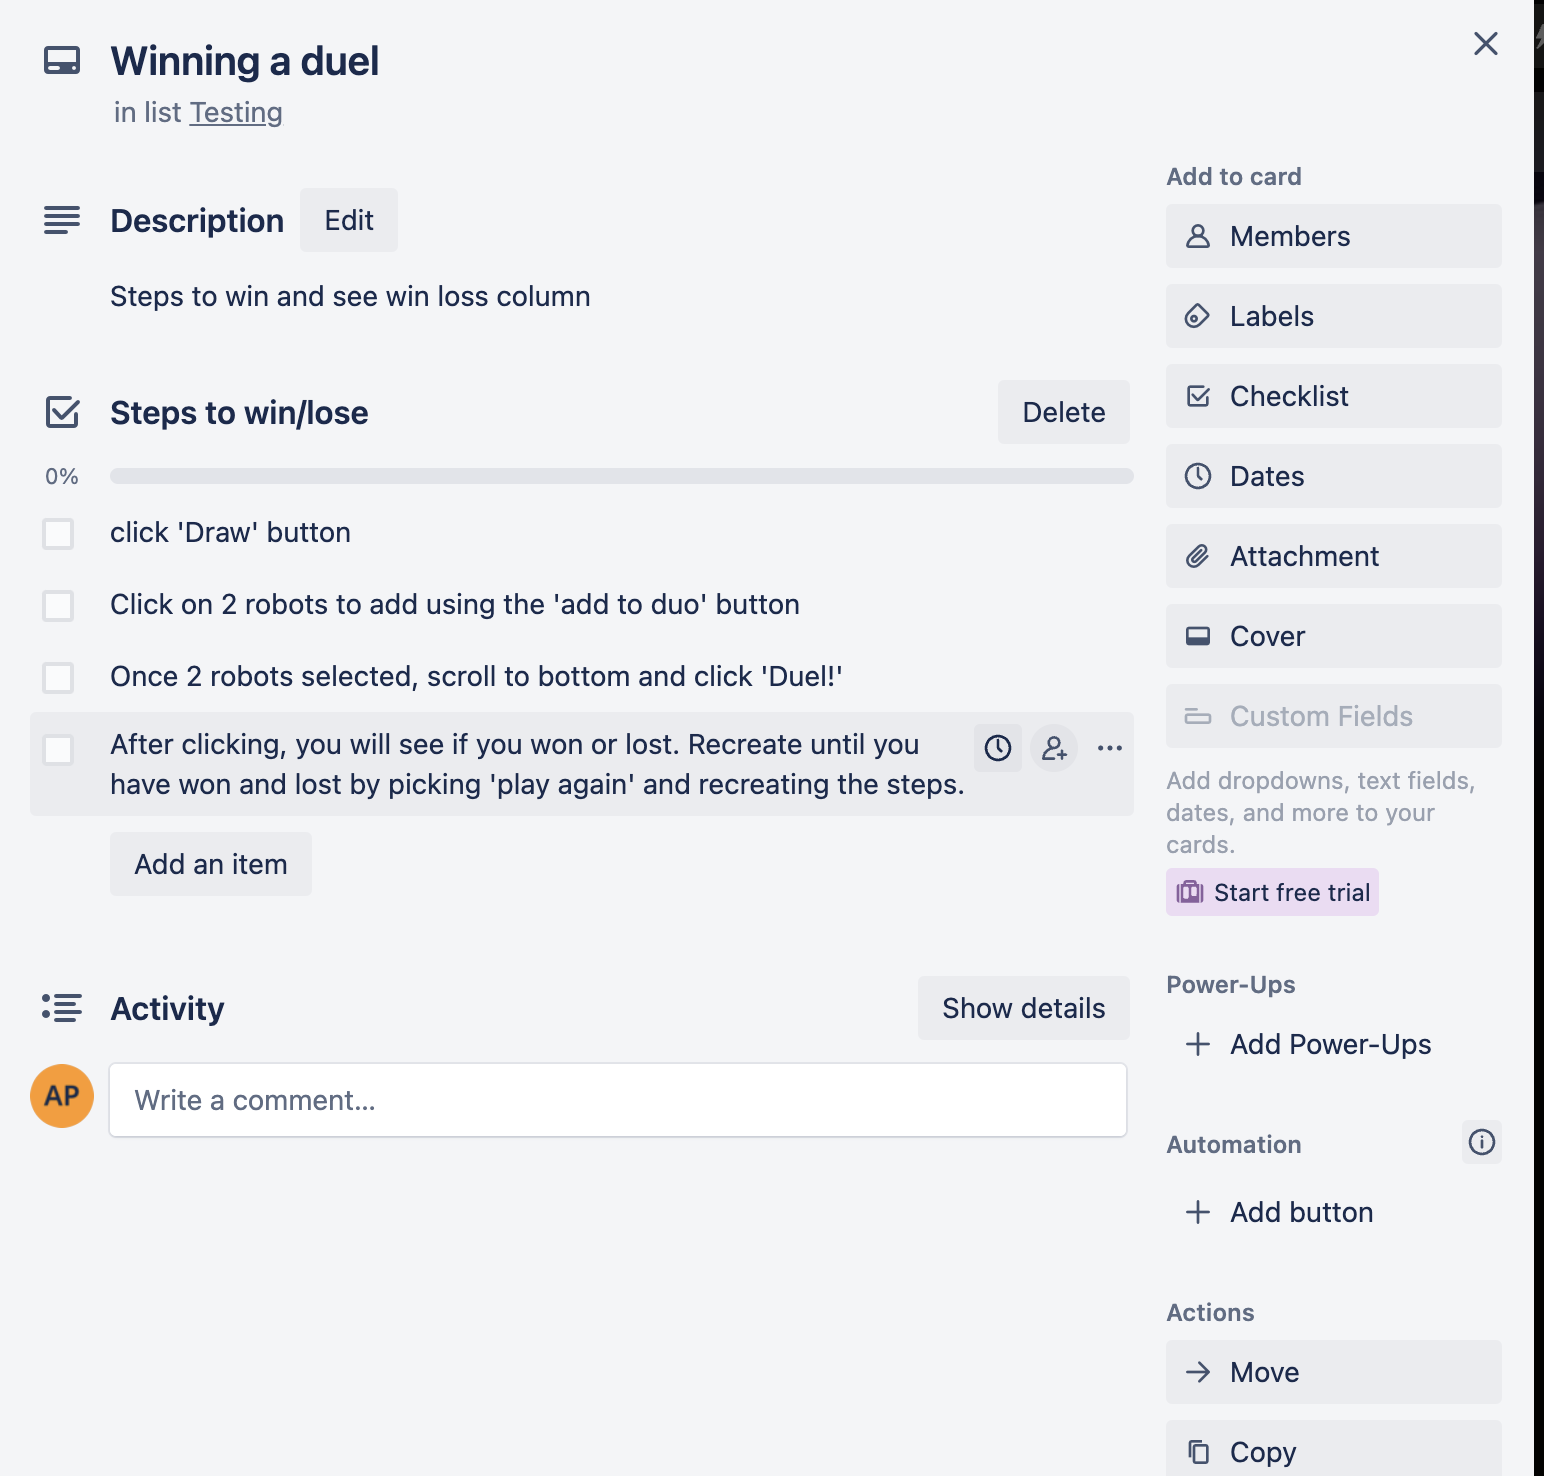 Winning a duel
in list Testing
Description
Edit
Steps to win and see win loss column
Steps to win/lose
Delete
0%
click 'Draw' button
Click on 2 robots to add using the 'add to duo' button
Once 2 robots selected, scroll to bottom and click 'Duel!'
After clicking, you will see if you won or lost. Recreate until you
have won and lost by picking 'play again' and recreating the steps.
Add an item
Activity
Show details
AP
Write a comment...
Add to card
Members
Labels
Checklist
Dates
Attachment
Cover
Custom Fields
Add dropdowns, text fields,
dates, and more to your
cards.
Start free trial
Power-Ups
Add Power-Ups
Automation
Add button
Actions
Move
Copy